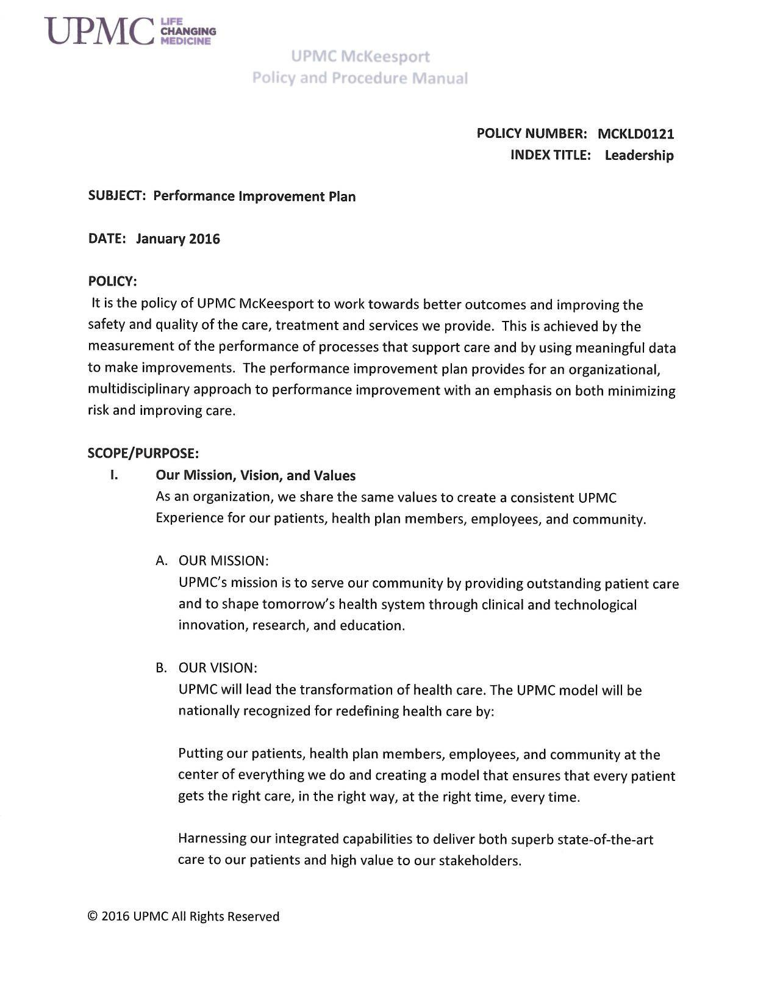 UPMC LIFE
CHANGING
MEDICINE
UPMC McKeesport
Policy and Procedure Manual
POLICY NUMBER: MCKLD0121
INDEX TITLE: Leadership
SUBJECT: Performance Improvement Plan
DATE: January 2016
POLICY:
It is the policy of UPMC McKeesport to work towards better outcomes and improving the
safety and quality of the care, treatment and services we provide. This is achieved by the
measurement of the performance of processes that support care and by using meaningful data
to make improvements. The performance improvement plan provides for an organizational,
multidisciplinary approach to performance improvement with an emphasis on both minimizing
risk and improving care.
SCOPE/PURPOSE:
I. Our Mission, Vision, and Values
As an organization, we share the same values to create a consistent UPMC
Experience for our patients, health plan members, employees, and community.
A. OUR MISSION:
UPMC's mission is to serve our community by providing outstanding patient care
and to shape tomorrow's health system through clinical and technological
innovation, research, and education.
B. OUR VISION:
UPMC will lead the transformation of health care. The UPMC model will be
nationally recognized for redefining health care by:
Putting our patients, health plan members, employees, and community at the
center of everything we do and creating a model that ensures that every patient
gets the right care, in the right way, at the right time, every time.
Harnessing our integrated capabilities to deliver both superb state-of-the-art
care to our patients and high value to our stakeholders.
© 2016 UPMC All Rights Reserved